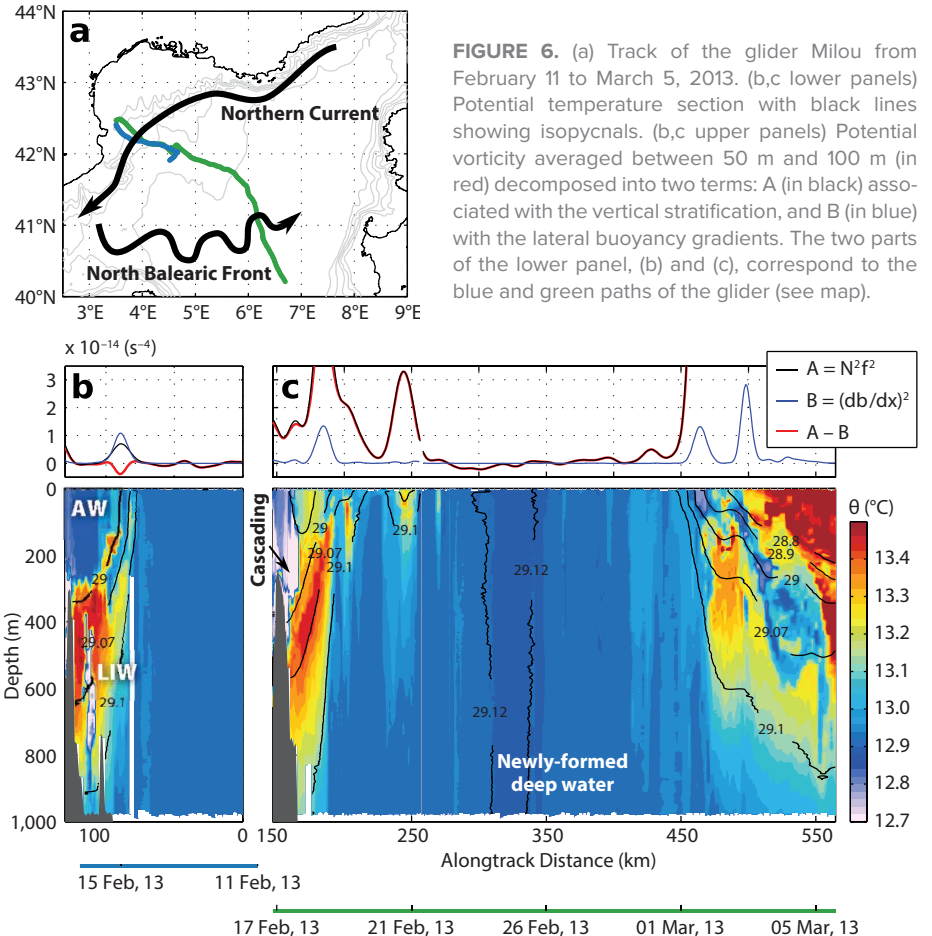 44°N
43°N
42°N
41°N
40°N
a
Northern Current
North Balearic Front
3°E 4°E 5°E 6°E 7°E 8°E 9°E
FIGURE 6. (a) Track of the glider Milou from
February 11 to March 5, 2013. (b,c lower panels)
Potential temperature section with black lines
showing isopycnals. (b,c upper panels) Potential
vorticity averaged between 50 m and 100 m (in
red) decomposed into two terms: A (in black) asso-
ciated with the vertical stratification, and B (in blue)
with the lateral buoyancy gradients. The two parts
of the lower panel, (b) and (c), correspond to the
blue and green paths of the glider (see map).
x 10⁻¹⁴ (s⁻⁴)
b
c
3
2
1
0
3
2
1
0
A = N²f²
B = (db/dx)²
A – B
0
200
400
600
800
1,000
Depth (m)
AW
29
29.07
LIW
29.1
Cascading
29
29.07
29.1
29.1
29.12
29.12
Newly-formed
deep water
28.8
28.9
29
29.07
29.1
θ (°C)
13.4
13.3
13.2
13.1
13.0
12.9
12.8
12.7
100 0
150 200 250 300 350 400 450 500 550
Alongtrack Distance (km)
15 Feb, 13 11 Feb, 13
17 Feb, 13 21 Feb, 13 26 Feb, 13 01 Mar, 13 05 Mar, 13